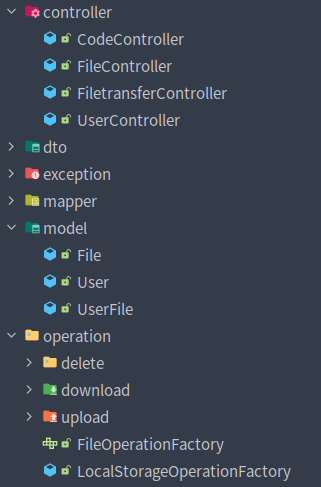 controller
CodeController
FileController
FiletransferController
UserController
dto
exception
mapper
model
File
User
UserFile
operation
delete
download
upload
FileOperationFactory
LocalStorageOperationFactory